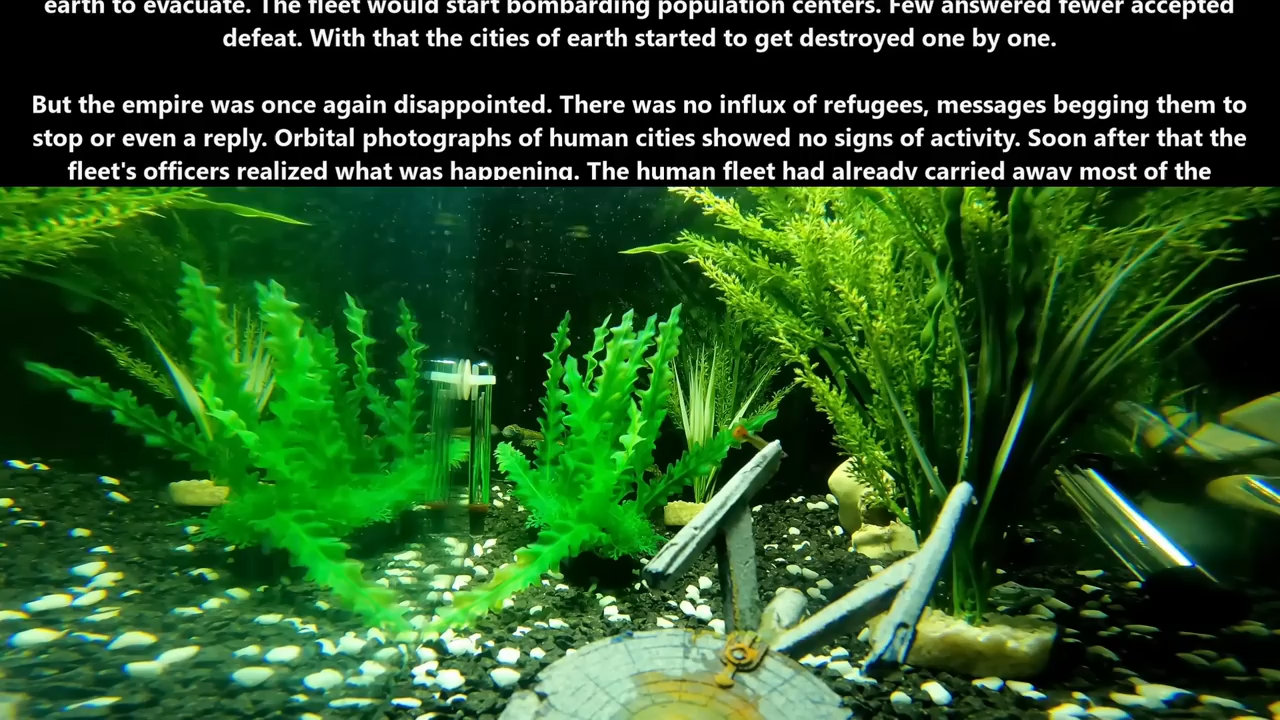 earth to evacuate. The fleet would start bombarding population centers. Few answered fewer accepted
defeat. With that the cities of earth started to get destroyed one by one.
But the empire was once again disappointed. There was no influx of refugees, messages begging them to
stop or even a reply. Orbital photographs of human cities showed no signs of activity. Soon after that the
fleet's officers realized what was happening. The human fleet had already carried away most of the